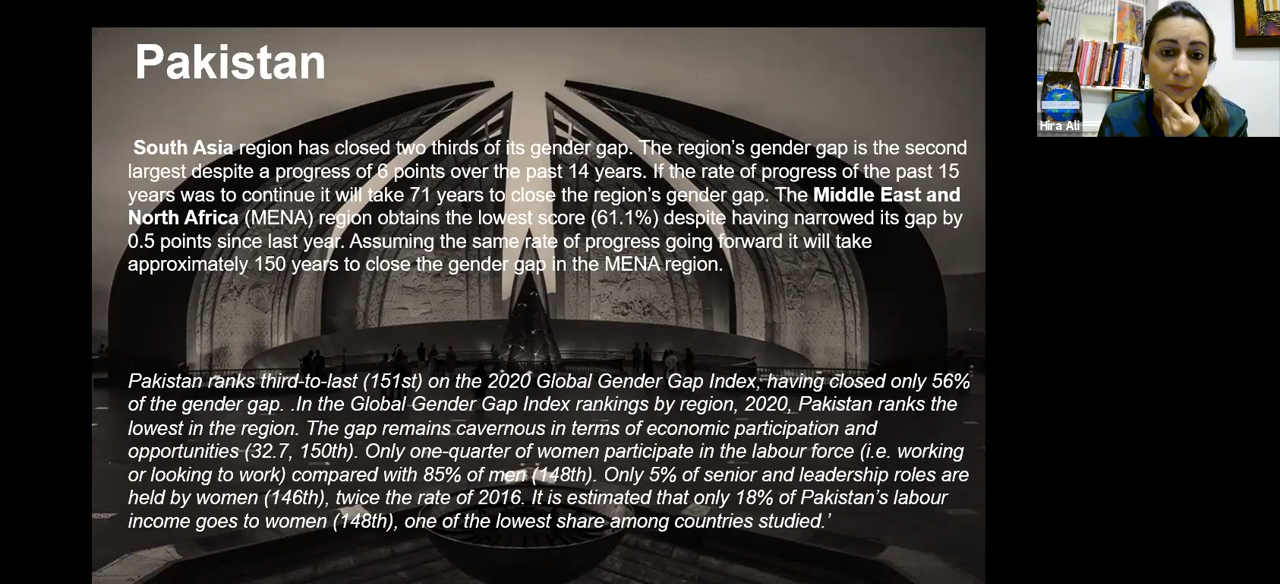 Pakistan
South Asia region has closed two thirds of its gender gap. The region's gender gap is the second
largest despite a progress of 6 points over the past 14 years. If the rate of progress of the past 15
years was to continue it will take 71 years to close the region's gender gap. The Middle East and
North Africa (MENA) region obtains the lowest score (61.1%) despite having narrowed its gap by
0.5 points since last year. Assuming the same rate of progress going forward it will take
approximately 150 years to close the gender gap in the MENA region.
Pakistan ranks third-to-last (151st) on the 2020 Global Gender Gap Index, having closed only 56%
of the gender gap. .In the Global Gender Gap Index rankings by region, 2020, Pakistan ranks the
lowest in the region. The gap remains cavernous in terms of economic participation and
opportunities (32.7, 150th). Only one-quarter of women participate in the labour force (i.e. working
or looking to work) compared with 85% of men (148th). Only 5% of senior and leadership roles are
held by women (146th), twice the rate of 2016. It is estimated that only 18% of Pakistan's labour
income goes to women (148th), one of the lowest share among countries studied.'
Hira Ali